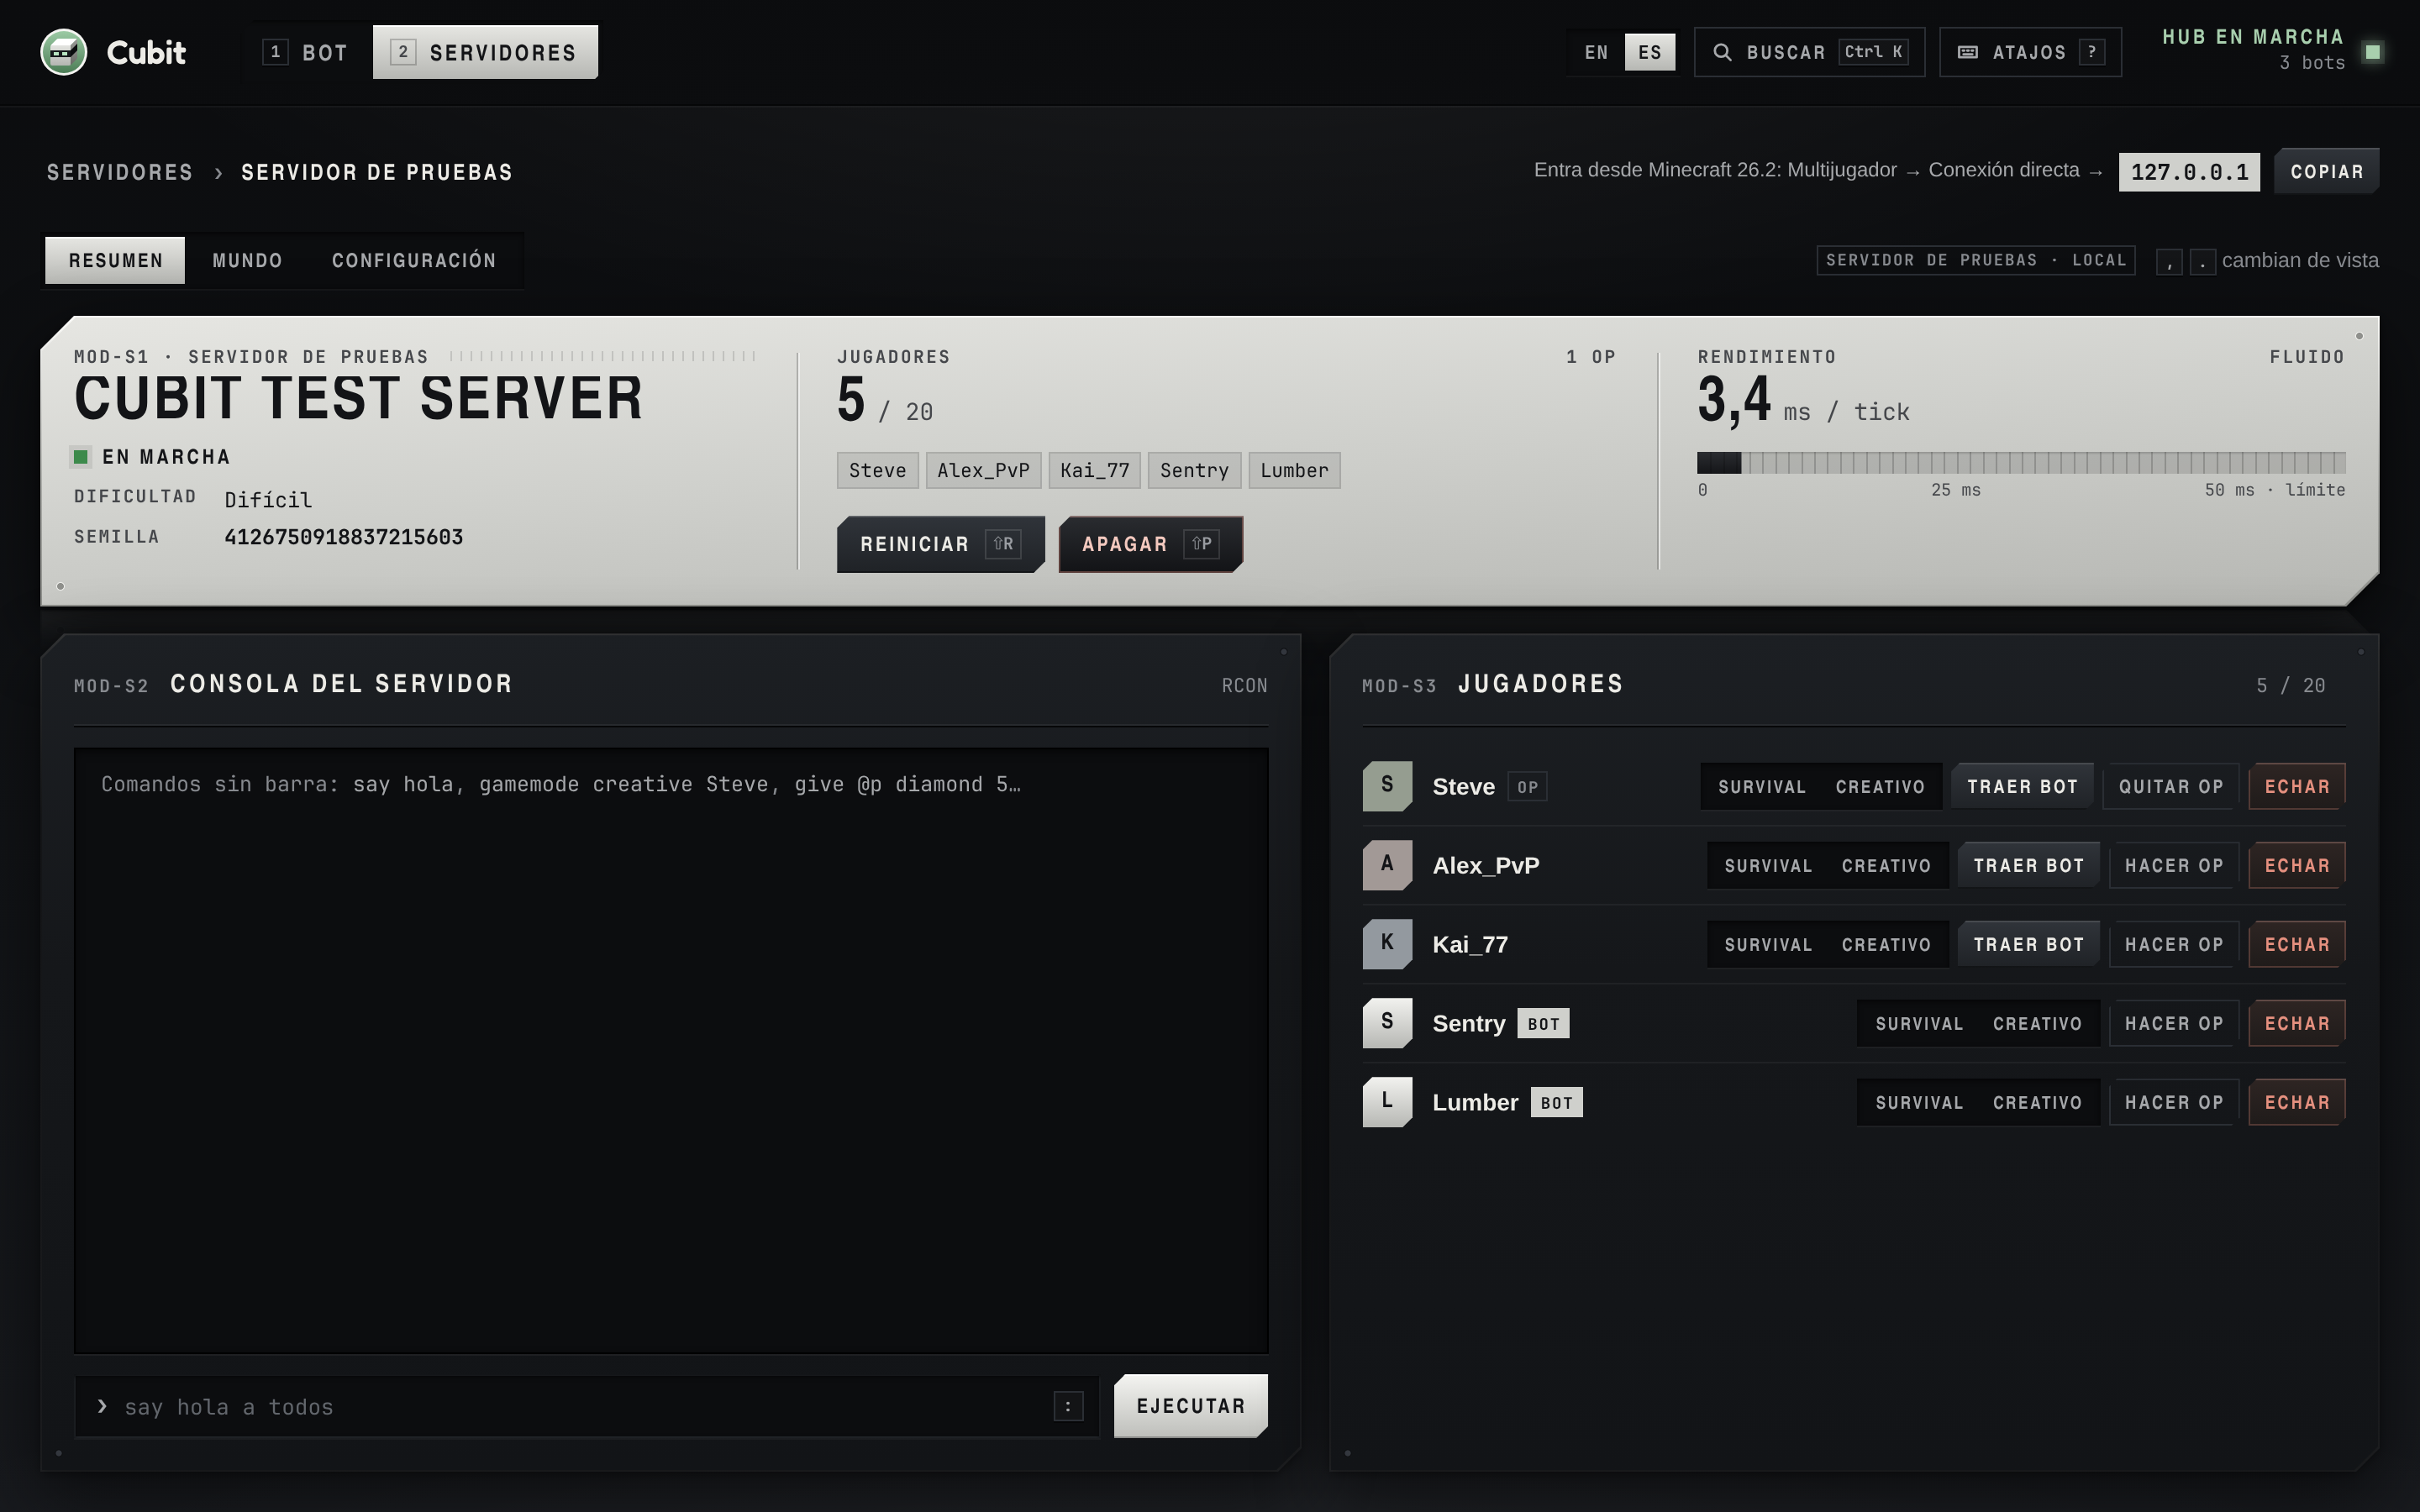 Cubit
1 BOT
2 SERVIDORES
EN ES
BUSCAR Ctrl K
ATAJOS ?
HUB EN MARCHA
3 bots
SERVIDORES › SERVIDOR DE PRUEBAS
Entra desde Minecraft 26.2: Multijugador → Conexión directa → 127.0.0.1 COPIAR
RESUMEN MUNDO CONFIGURACIÓN
SERVIDOR DE PRUEBAS · LOCAL , . cambian de vista
MOD-S1 · SERVIDOR DE PRUEBAS
CUBIT TEST SERVER
EN MARCHA
DIFICULTAD Difícil
SEMILLA 4126750918837215603
JUGADORES 1 OP
5 / 20
Steve Alex_PvP Kai_77 Sentry Lumber
REINICIAR ⇧R APAGAR ⇧P
RENDIMIENTO FLUIDO
3,4 ms / tick
0 25 ms 50 ms · límite
MOD-S2 CONSOLA DEL SERVIDOR RCON
Comandos sin barra: say hola, gamemode creative Steve, give @p diamond 5…
❯ say hola a todos :
EJECUTAR
MOD-S3 JUGADORES 5 / 20
S Steve OP SURVIVAL CREATIVO TRAER BOT QUITAR OP ECHAR
A Alex_PvP SURVIVAL CREATIVO TRAER BOT HACER OP ECHAR
K Kai_77 SURVIVAL CREATIVO TRAER BOT HACER OP ECHAR
S Sentry BOT SURVIVAL CREATIVO HACER OP ECHAR
L Lumber BOT SURVIVAL CREATIVO HACER OP ECHAR